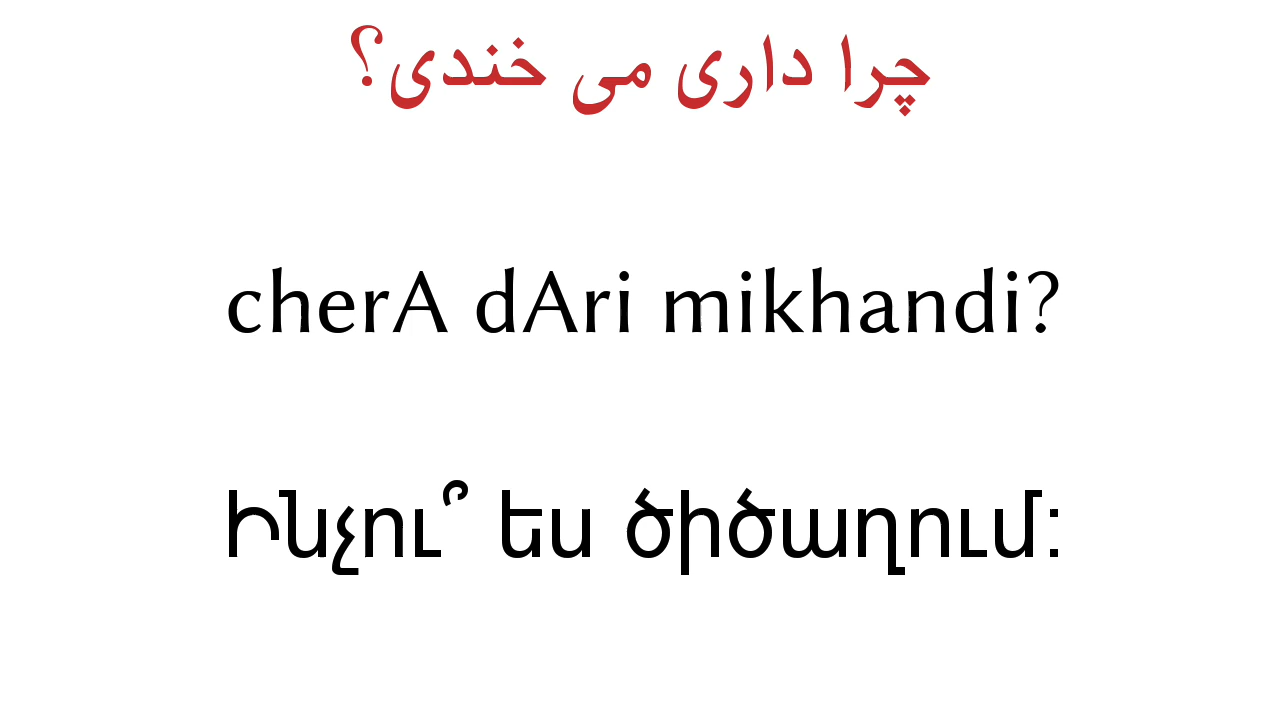 چرا داری می خندی؟
cherA dAri mikhandi?
Ինչու՞ ես ծիծաղում: